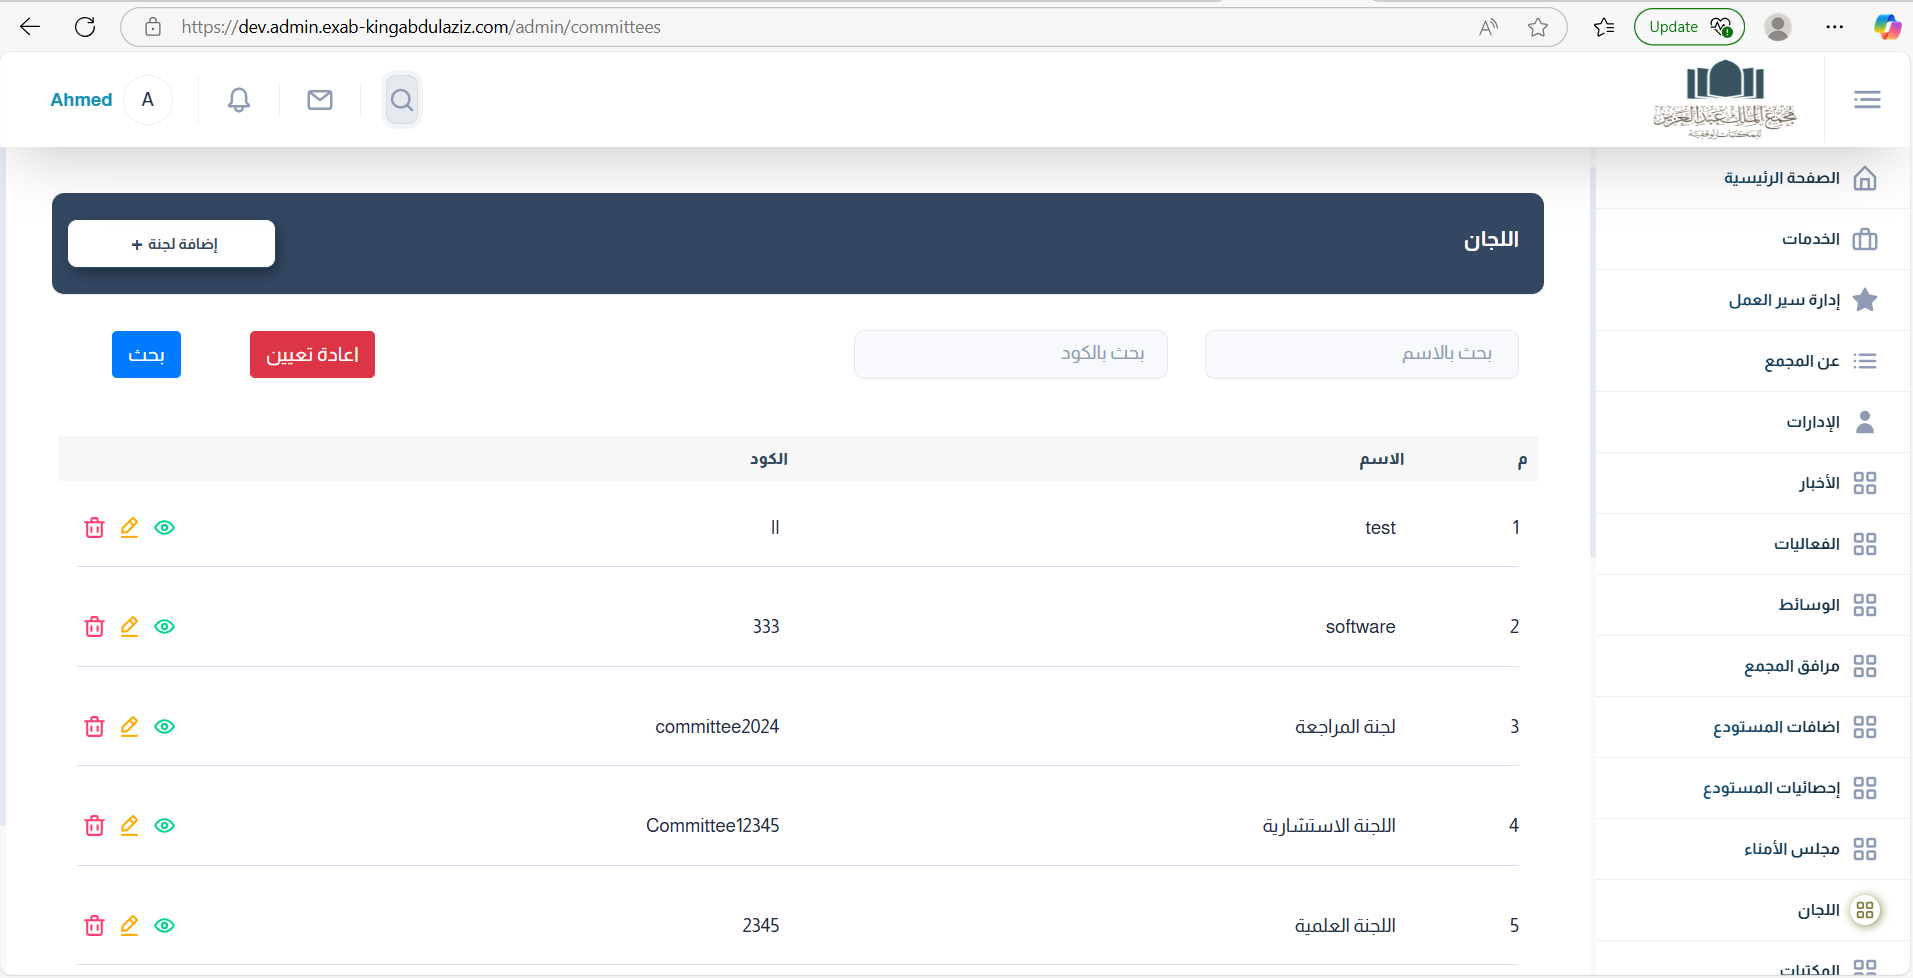 https://dev.admin.exab-kingabdulaziz.com/admin/committees
Update
Ahmed
A
مجمع الملك عبدالعزيز
للمكتبات الوقفية
الصفحة الرئيسية
الخدمات
إدارة سير العمل
عن المجمع
الإدارات
الأخبار
الفعاليات
الوسائط
مرافق المجمع
اضافات المستودع
إحصائيات المستودع
مجلس الأمناء
اللجان
المكتبات
اللجان
إضافة لجنة +
بحث بالاسم
بحث بالكود
اعادة تعيين
بحث
م الاسم الكود
1 test ll
2 software 333
3 لجنة المراجعة committee2024
4 اللجنة الاستشارية Committee12345
5 اللجنة العلمية 2345